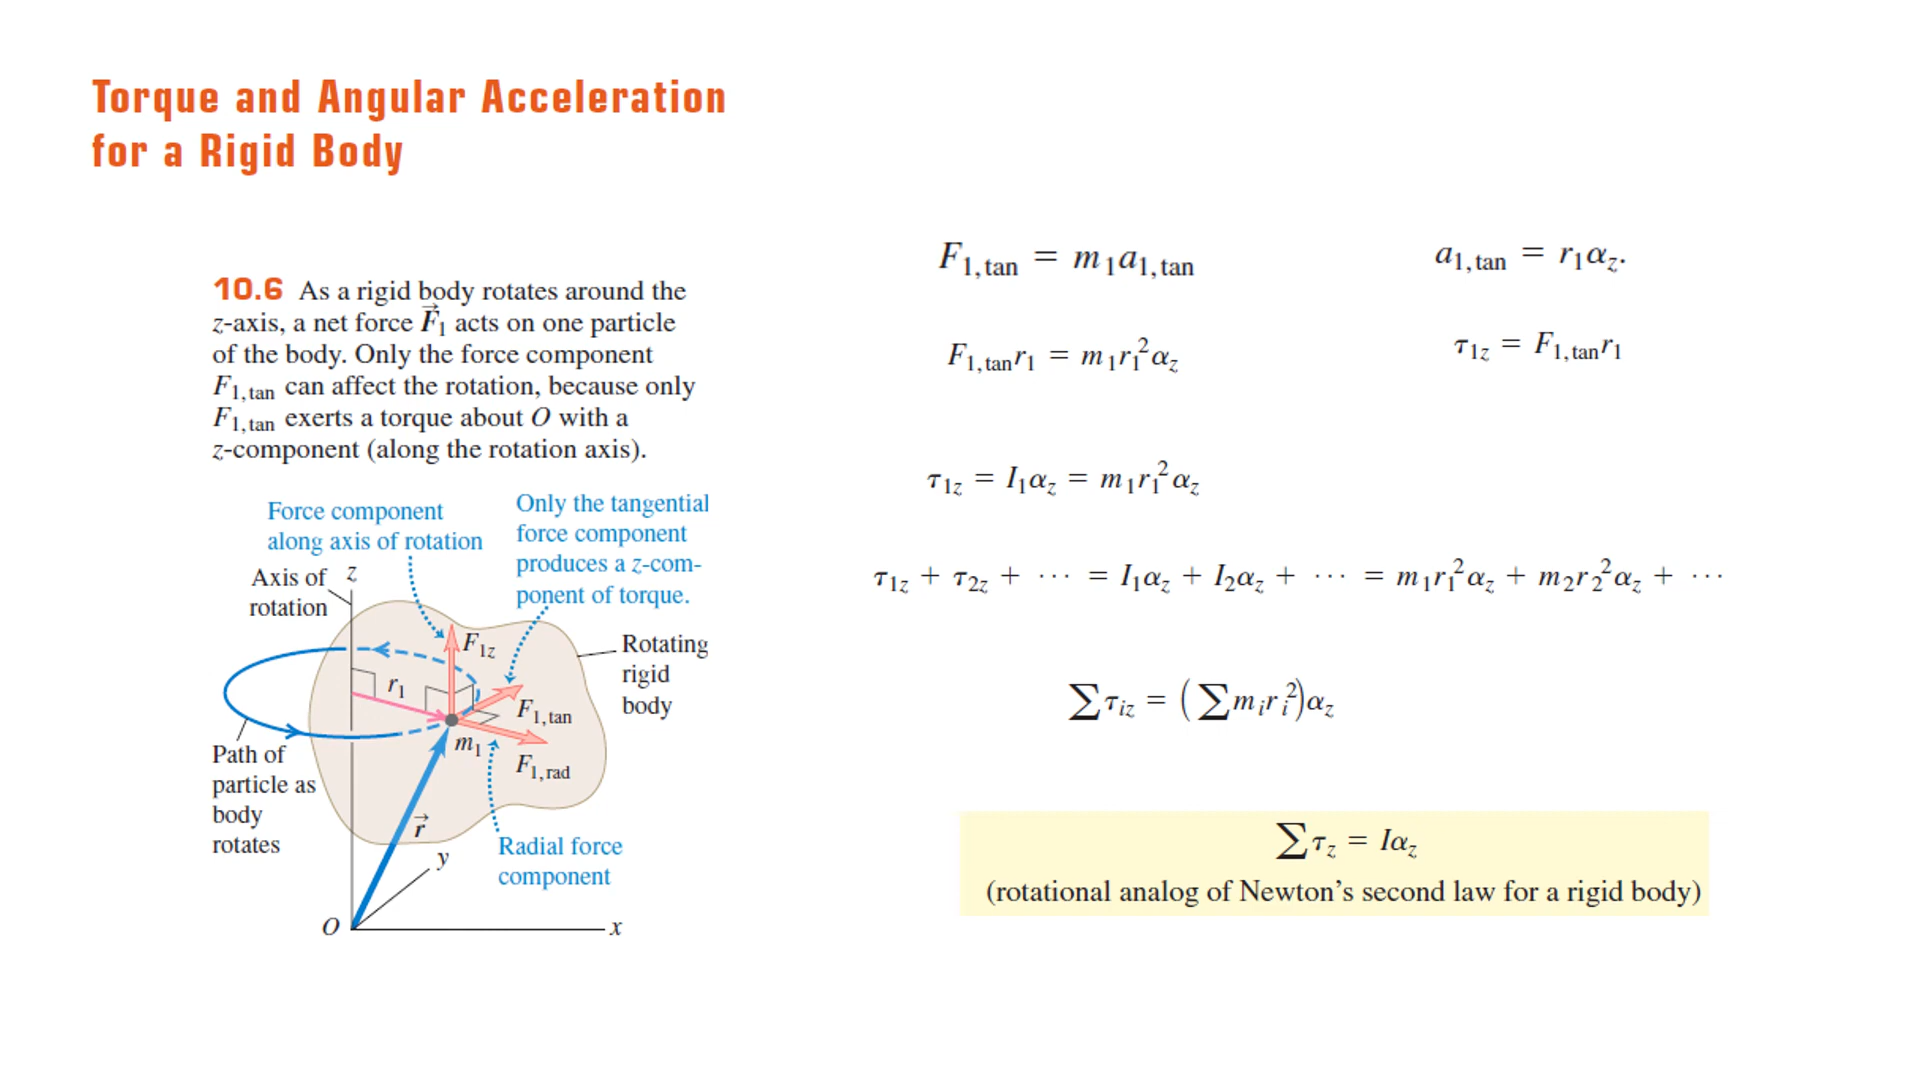 Torque and Angular Acceleration
for a Rigid Body
10.6 As a rigid body rotates around the
z-axis, a net force F⃗₁ acts on one particle
of the body. Only the force component
F₁,tan can affect the rotation, because only
F₁,tan exerts a torque about O with a
z-component (along the rotation axis).
Force component
along axis of rotation
Only the tangential
force component
produces a z-com-
ponent of torque.
Axis of
rotation
z
F₁z
Rotating
rigid
body
r₁
F₁,tan
m₁
F₁,rad
Path of
particle as
body
rotates
r⃗
y
Radial force
component
O
x
F₁,tan = m₁a₁,tan
a₁,tan = r₁αz.
F₁,tanr₁ = m₁r₁²αz
τ₁z = F₁,tanr₁
τ₁z = I₁αz = m₁r₁²αz
τ₁z + τ₂z + ··· = I₁αz + I₂αz + ··· = m₁r₁²αz + m₂r₂²αz + ···
∑τiz = (∑mᵢrᵢ²)αz
∑τz = Iαz
(rotational analog of Newton's second law for a rigid body)